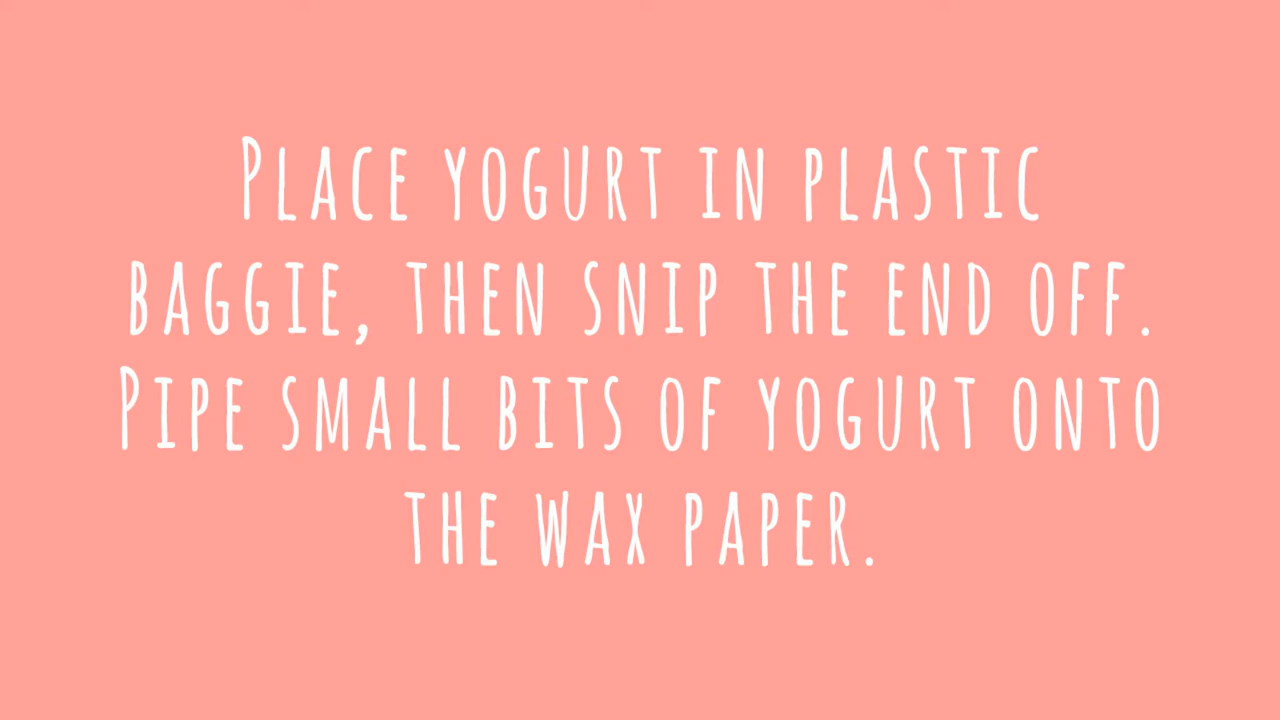 Place yogurt in plastic
baggie, then snip the end off.
Pipe small bits of yogurt onto
the wax paper.